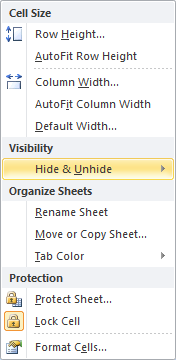 Cell Size
Row Height...
AutoFit Row Height
Column Width...
AutoFit Column Width
Default Width...
Visibility
Hide & Unhide
Organize Sheets
Rename Sheet
Move or Copy Sheet...
Tab Color
Protection
Protect Sheet...
Lock Cell
Format Cells...